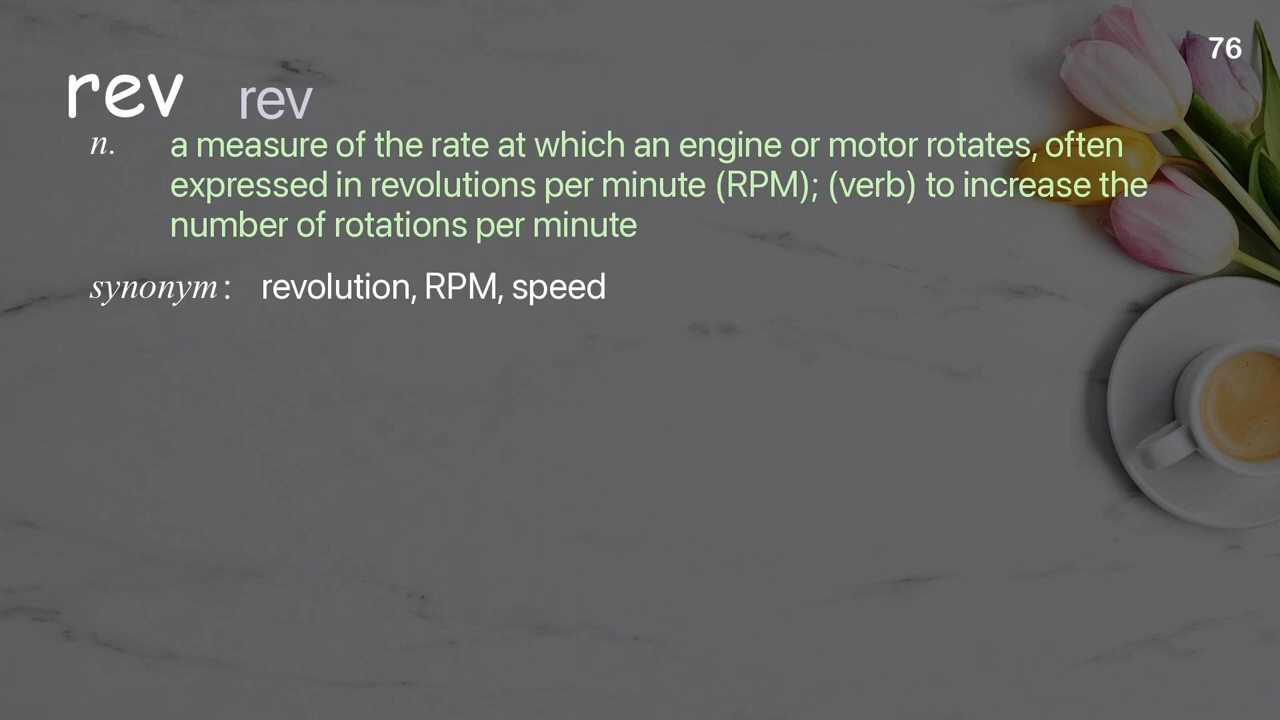 76
rev rev
n. a measure of the rate at which an engine or motor rotates, often
expressed in revolutions per minute (RPM); (verb) to increase the
number of rotations per minute
synonym: revolution, RPM, speed